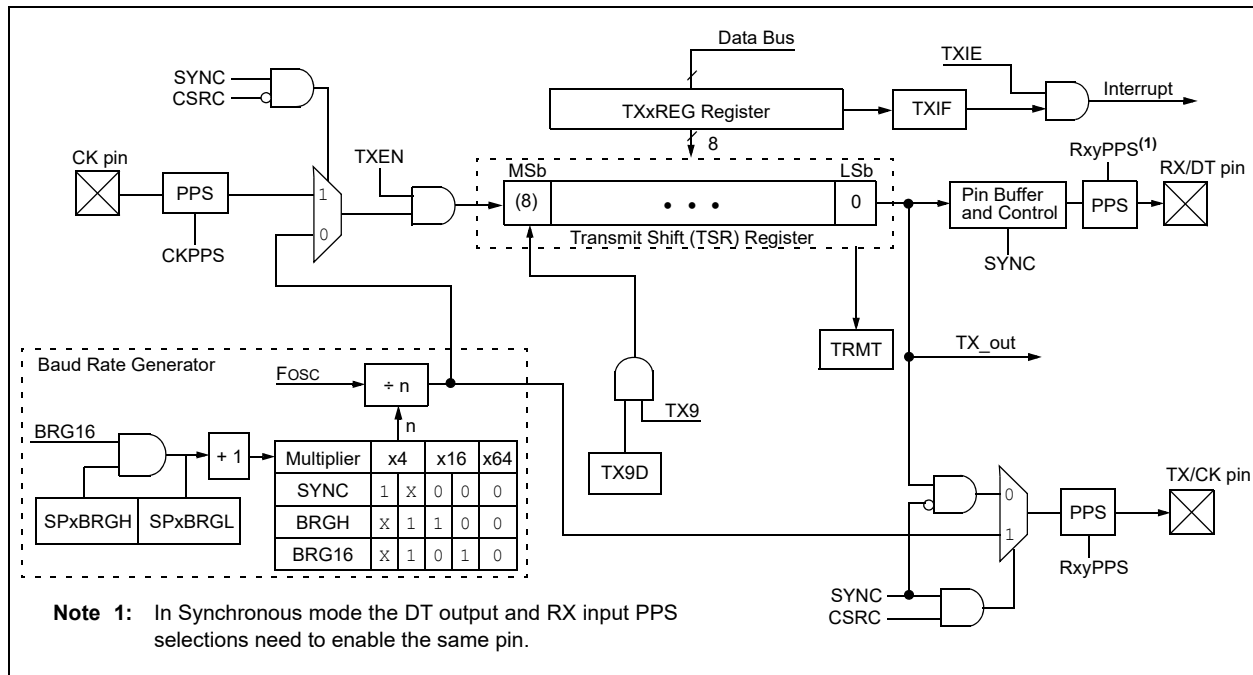 Data Bus
TXIE
Interrupt
SYNC
CSRC
TXxREG Register
TXIF
8
CK pin
TXEN
RxyPPS(1)
RX/DT pin
MSb
LSb
PPS
1
(8)
• • •
0
Pin Buffer
and Control
PPS
0
Transmit Shift (TSR) Register
CKPPS
SYNC
TRMT
TX_out
Baud Rate Generator
FOSC
÷ n
TX9
n
BRG16
+ 1
Multiplier x4 x16 x64
TX9D
SYNC 1 X 0 0 0
TX/CK pin
SPxBRGH SPxBRGL
BRGH X 1 1 0 0
0
PPS
1
BRG16 X 1 0 1 0
RxyPPS
SYNC
CSRC
Note 1: In Synchronous mode the DT output and RX input PPS
selections need to enable the same pin.